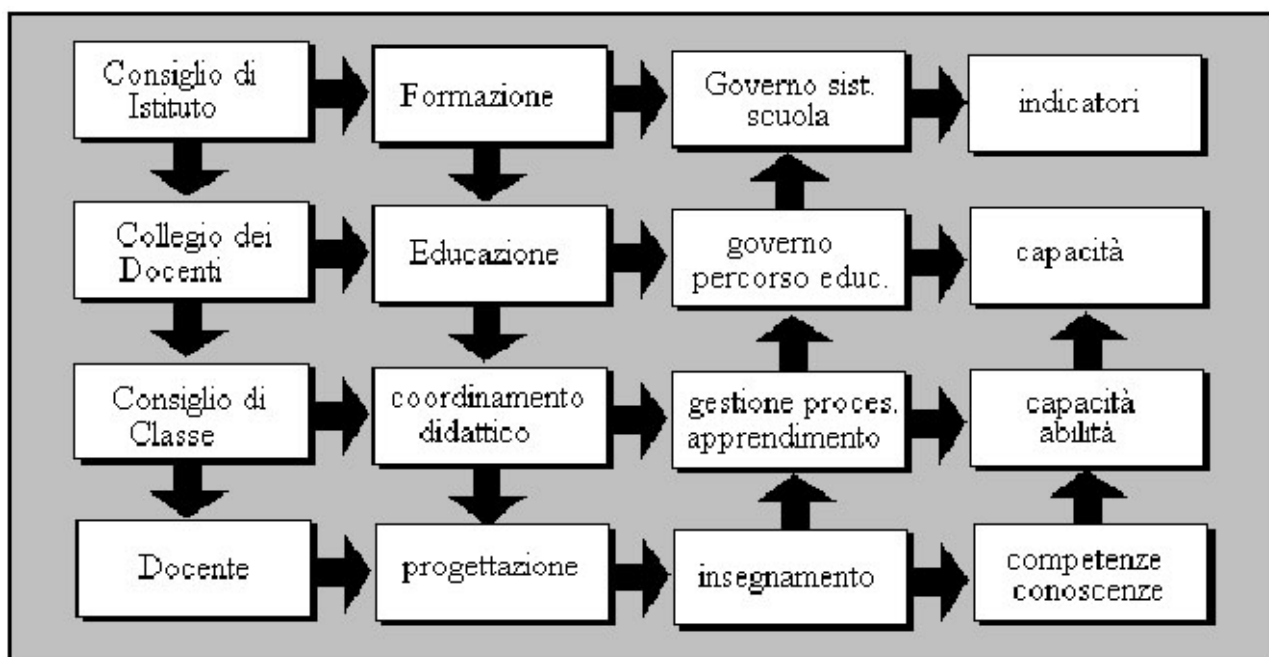 Consiglio di
Istituto
Formazione
Governo sist.
scuola
indicatori
Collegio dei
Docenti
Educazione
governo
percorso educ.
capacità
Consiglio di
Classe
coordinamento
didattico
gestione proces.
apprendimento
capacità
abilità
Docente
progettazione
insegnamento
competenze
conoscenze